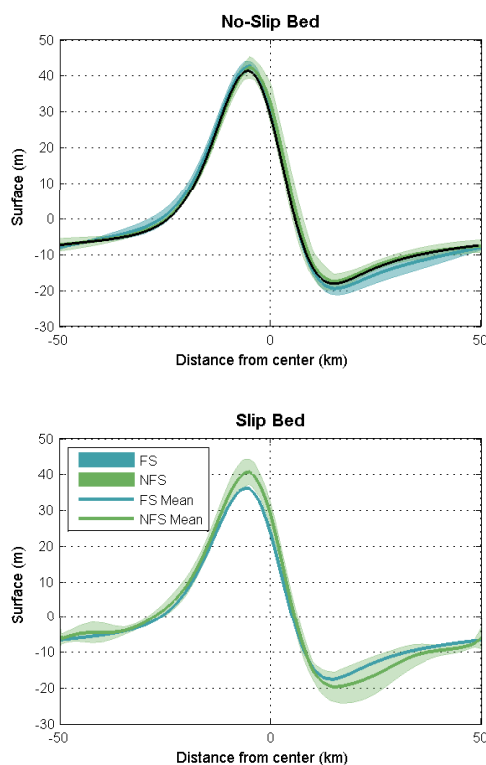 No-Slip Bed
50
40
30
20
10
0
-10
-20
-30
Surface (m)
-50
0
50
Distance from center (km)
Slip Bed
50
40
30
20
10
0
-10
-20
-30
Surface (m)
FS
NFS
FS Mean
NFS Mean
-50
0
50
Distance from center (km)